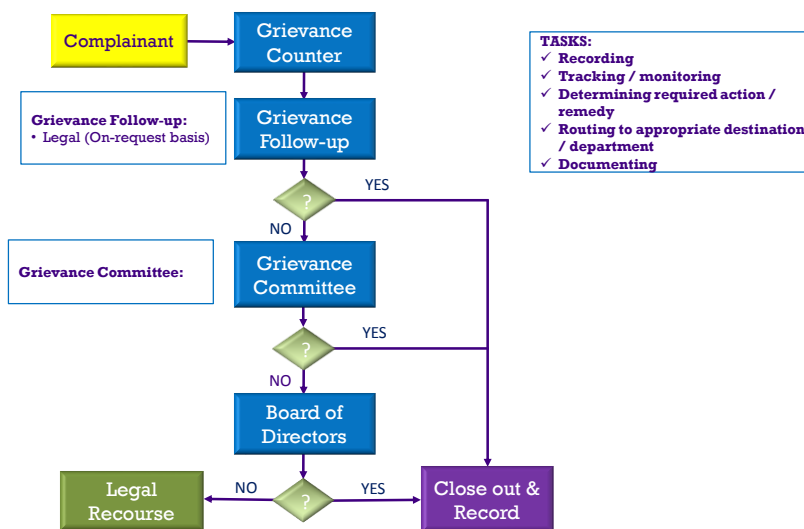 Complainant
Grievance
Counter
TASKS:
✓ Recording
✓ Tracking / monitoring
✓ Determining required action /
remedy
✓ Routing to appropriate destination
/ department
✓ Documenting
Grievance Follow-up:
• Legal (On-request basis)
Grievance
Follow-up
?
YES
NO
Grievance Committee:
Grievance
Committee
?
YES
NO
Board of
Directors
Legal
Recourse
NO
?
YES
Close out &
Record